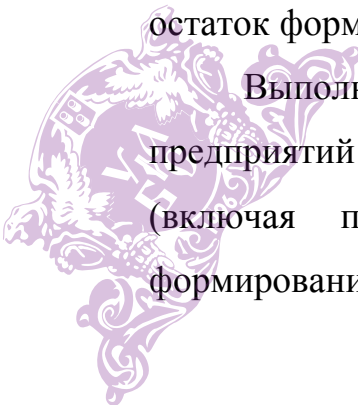 остаток форм
Выполн
предприятий
(включая п
формировани